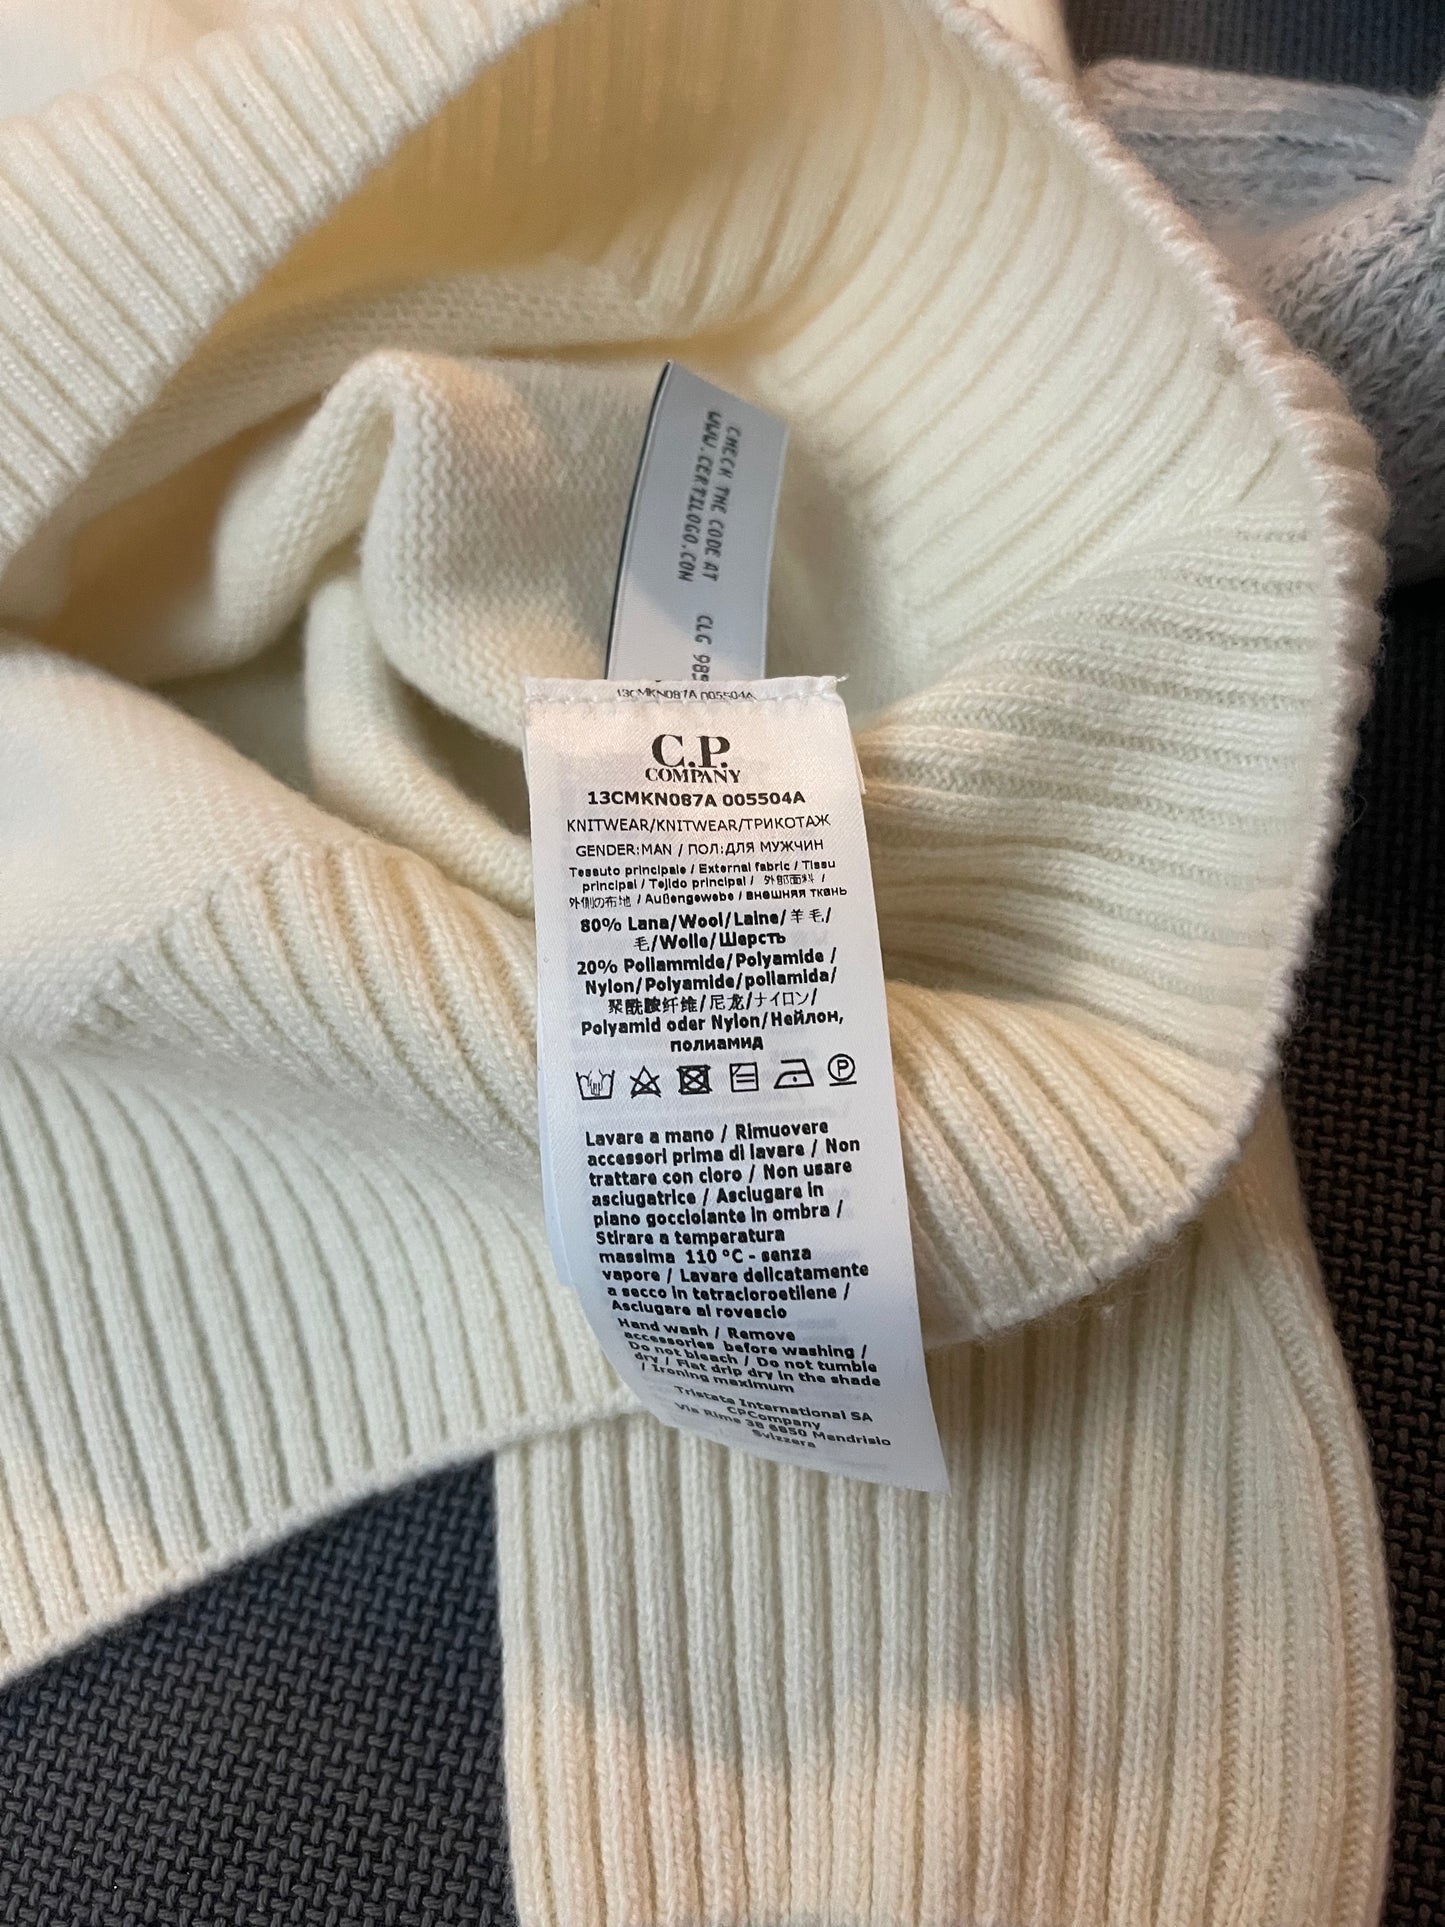 CHECK THE CODE AT
WWW.CERTILOGO.COM
CLG 985
13CMKN087A 005504A
C.P.
COMPANY
13CMKN087A 005504A
KNITWEAR/KNITWEAR/ТРИКОТАЖ
GENDER:MAN / ПОЛ:ДЛЯ МУЖЧИН
Tessuto principale / External fabric / Tissu
principal / Tejido principal / 外部面料 /
外側の布地 / Außengewebe / внешняя ткань
80% Lana/Wool/Laine/羊毛/
毛/Wolle/Шерсть
20% Poliammide/Polyamide /
Nylon/Polyamide/poliamida/
聚酰胺纤维/尼龙/ナイロン/
Polyamid oder Nylon/Нейлон,
полиамид
P
Lavare a mano / Rimuovere
accessori prima di lavare / Non
trattare con cloro / Non usare
asciugatrice / Asciugare in
piano gocciolante in ombra /
Stirare a temperatura
massima 110 °C - senza
vapore / Lavare delicatamente
a secco in tetracloroetilene /
Asciugare al rovescio
Hand wash / Remove
accessories before washing /
Do not bleach / Do not tumble
dry / Flat drip dry in the shade
/ Ironing maximum
Tristate International SA
CPCompany
Via Rime 38 6850 Mendrisio
Svizzera